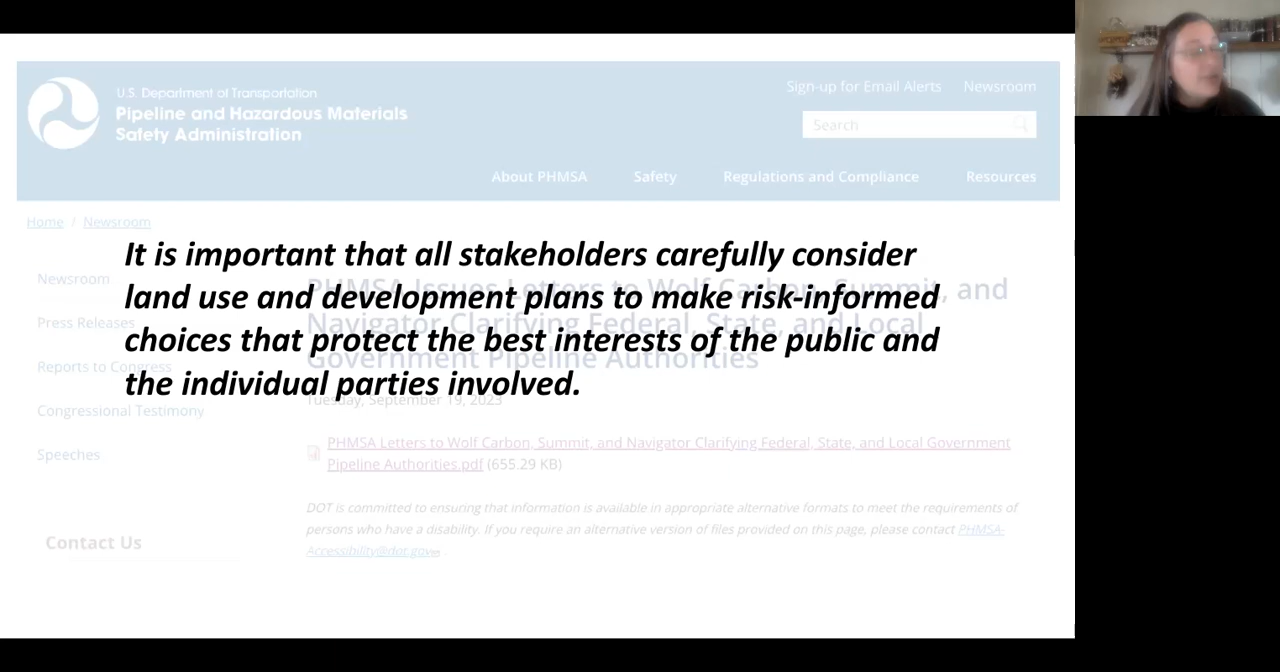 U.S. Department of Transportation
Pipeline and Hazardous Materials
Safety Administration
Sign-up for Email Alerts Newsroom
Search
About PHMSA Safety Regulations and Compliance Resources
Home / Newsroom
It is important that all stakeholders carefully consider
land use and development plans to make risk-informed
choices that protect the best interests of the public and
the individual parties involved.
Newsroom
Press Releases
Reports to Congress
Congressional Testimony
Speeches
Contact Us
PHMSA Issues Letters to Wolf Carbon, Summit, and
Navigator Clarifying Federal, State, and Local
Government Pipeline Authorities
Tuesday, September 19, 2023
PHMSA Letters to Wolf Carbon, Summit, and Navigator Clarifying Federal, State, and Local Government
Pipeline Authorities.pdf (655.29 KB)
DOT is committed to ensuring that information is available in appropriate alternative formats to meet the requirements of
persons who have a disability. If you require an alternative version of files provided on this page, please contact PHMSA-
Accessibility@dot.gov.